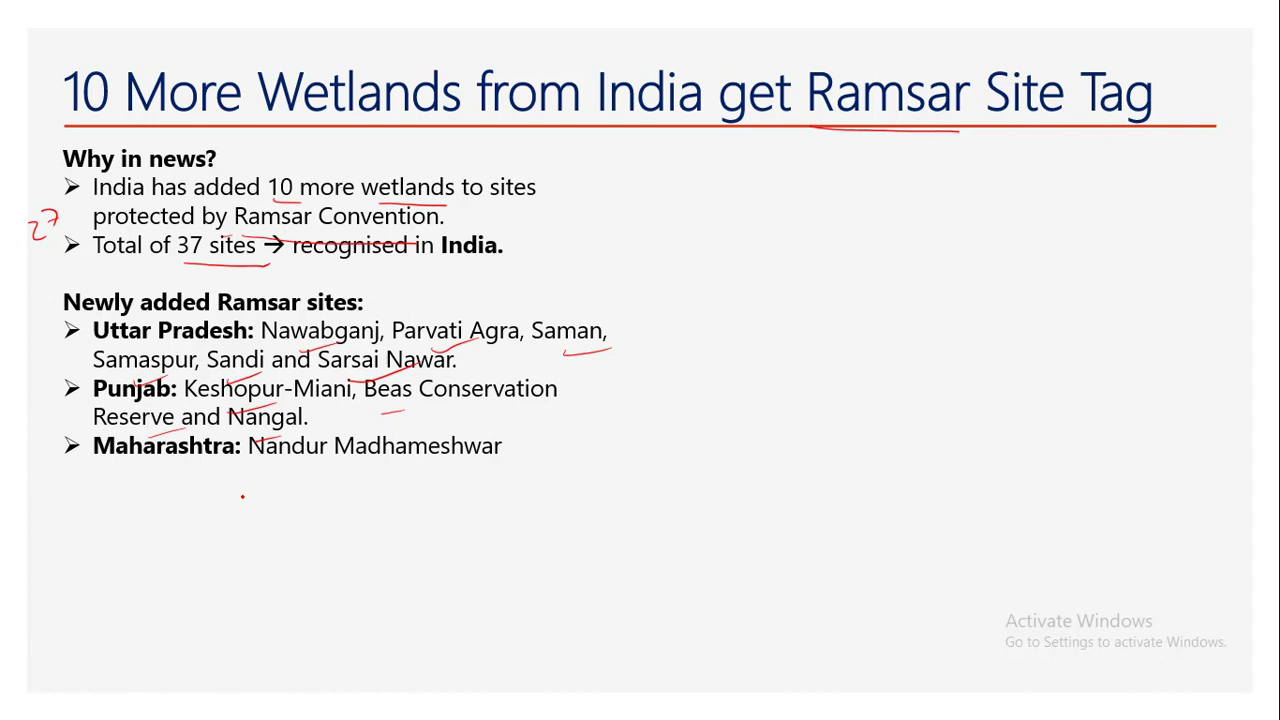 10 More Wetlands from India get Ramsar Site Tag
Why in news?
➢ India has added 10 more wetlands to sites
protected by Ramsar Convention.
27
➢ Total of 37 sites → recognised in India.
Newly added Ramsar sites:
➢ Uttar Pradesh: Nawabganj, Parvati Agra, Saman,
Samaspur, Sandi and Sarsai Nawar.
➢ Punjab: Keshopur-Miani, Beas Conservation
Reserve and Nangal.
➢ Maharashtra: Nandur Madhameshwar
Activate Windows
Go to Settings to activate Windows.